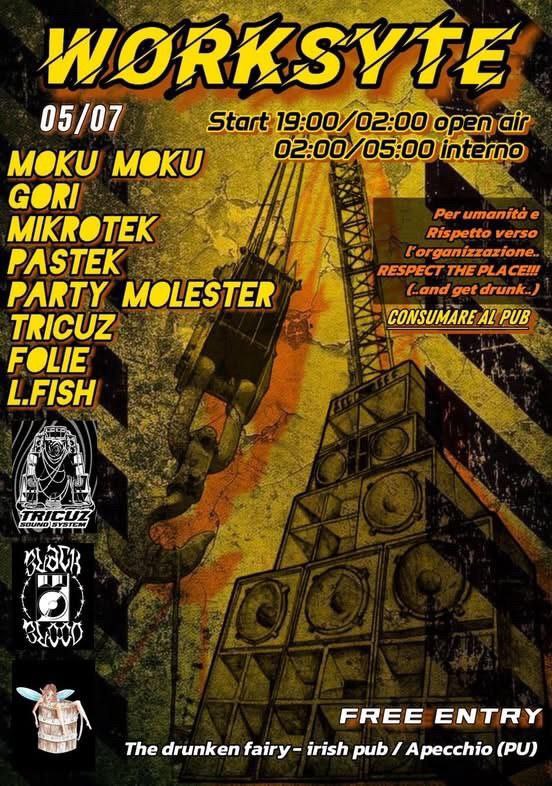 WORKSYTE
05/07
Start 19:00/02:00 open air
02:00/05:00 interno
MOKU MOKU
GORI
MIKROTEK
PASTEK
PARTY MOLESTER
TRICUZ
FOLIE
L.FISH
Per umanità e
Rispetto verso
l'organizzazione..
RESPECT THE PLACE!!!
(..and get drunk..)
CONSUMARE AL PUB
TRICUZ
SOUND SYSTEM
BLACK
BLOOD
FREE ENTRY
The drunken fairy - irish pub / Apecchio (PU)